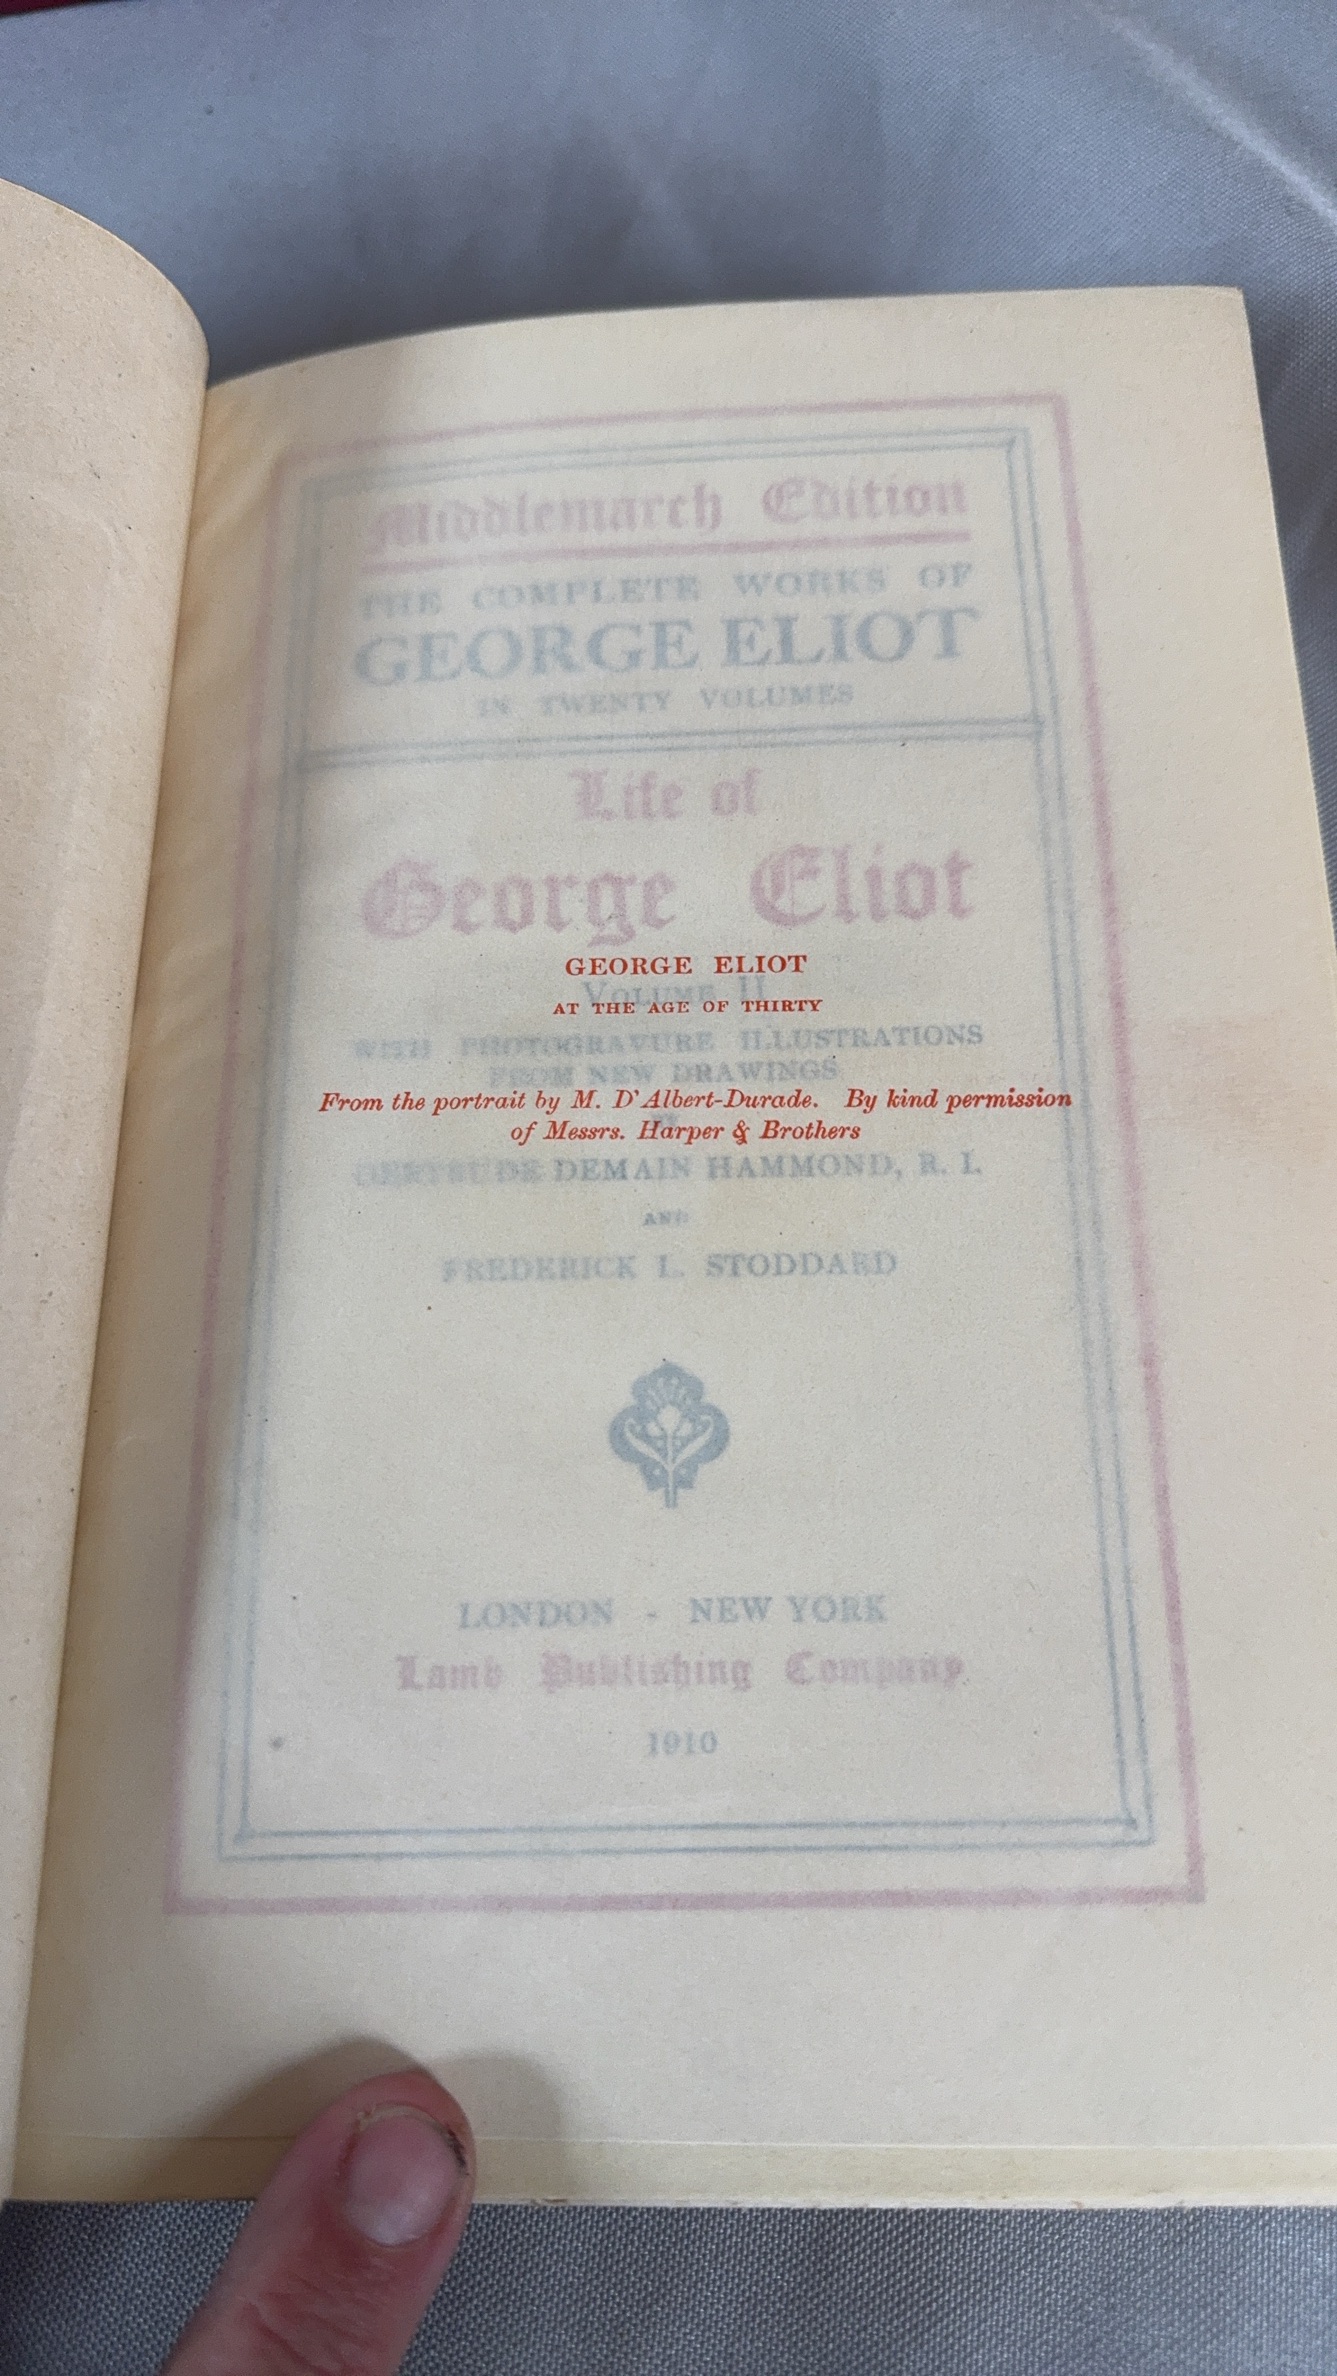 Middlemarch Edition
THE COMPLETE WORKS OF
GEORGE ELIOT
IN TWENTY VOLUMES
Life of
George Eliot
GEORGE ELIOT
VOLUME II
AT THE AGE OF THIRTY
WITH PHOTOGRAVURE ILLUSTRATIONS
FROM NEW DRAWINGS
From the portrait by M. D'Albert-Durade. By kind permission
of Messrs. Harper & Brothers
GERTRUDE DEMAIN HAMMOND, R. I.
AND
FREDERICK L. STODDARD
LONDON - NEW YORK
Lamb Publishing Company
1910